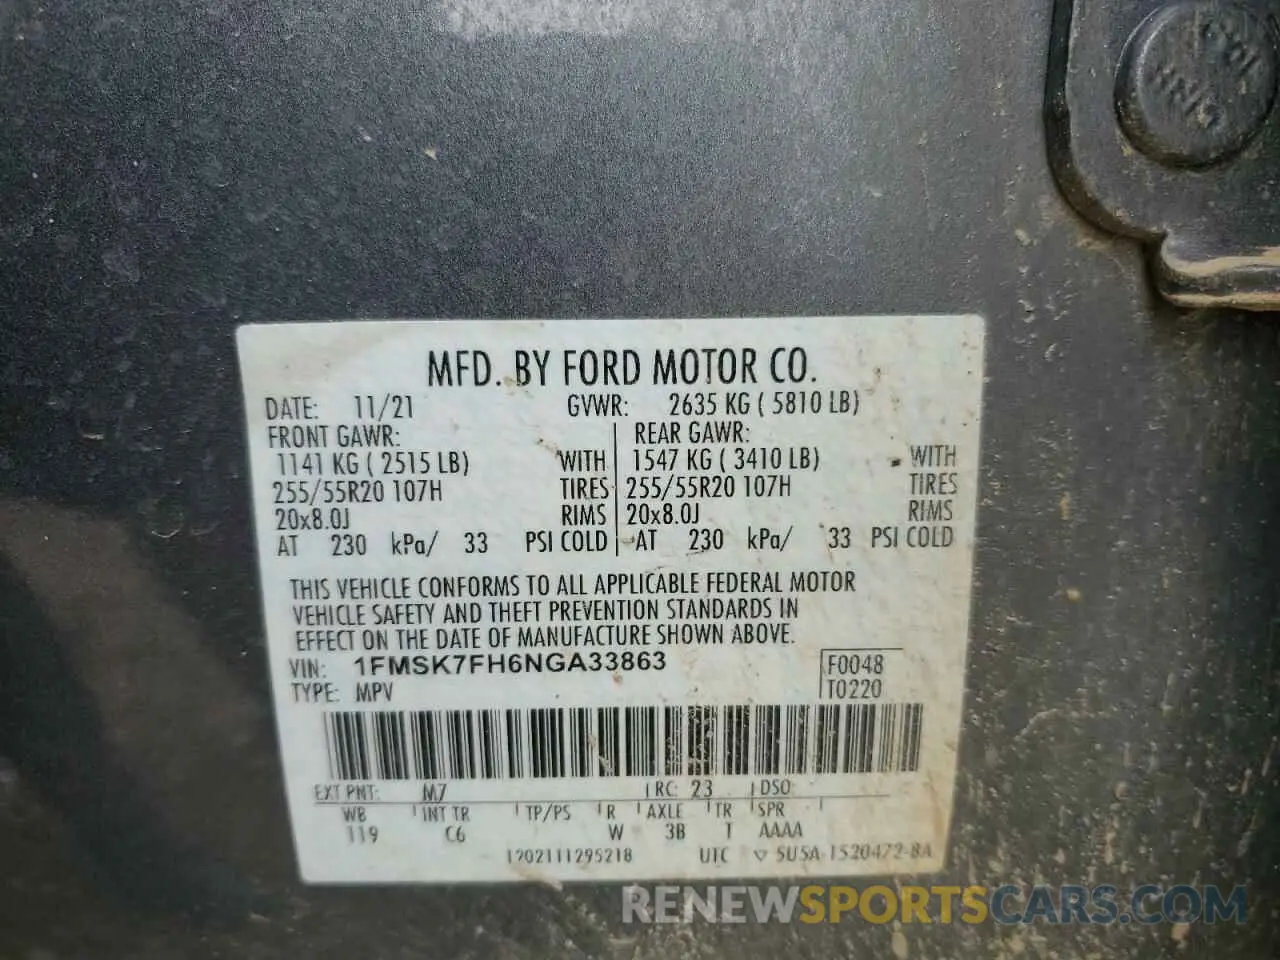 MFD. BY FORD MOTOR CO.
DATE: 11/21 GVWR: 2635 KG ( 5810 LB)
FRONT GAWR: REAR GAWR:
1141 KG ( 2515 LB) WITH 1547 KG ( 3410 LB) WITH
255/55R20 107H TIRES 255/55R20 107H TIRES
20x8.0J RIMS 20x8.0J RIMS
AT 230 kPa/ 33 PSI COLD AT 230 kPa/ 33 PSI COLD
THIS VEHICLE CONFORMS TO ALL APPLICABLE FEDERAL MOTOR
VEHICLE SAFETY AND THEFT PREVENTION STANDARDS IN
EFFECT ON THE DATE OF MANUFACTURE SHOWN ABOVE.
VIN: 1FMSK7FH6NGA33863 F0048
TYPE: MPV T0220
EXT PNT: M7 RC: 23 DSO:
WB INT TR TP/PS R AXLE TR SPR
119 C6 W 3B T AAAA
1202111295218 UTC ▽ 5U5A-1520472-BA
RENEWSPORTSCARS.COM